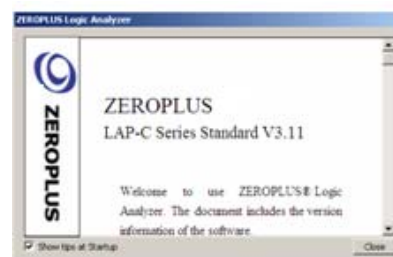 ZEROPLUS Logic Analyzer
ZEROPLUS
ZEROPLUS
LAP-C Series Standard V3.11
Welcome to use ZEROPLUS® Logic
Analyzer. The document includes the version
information of the software.
Show tips at Startup
Close